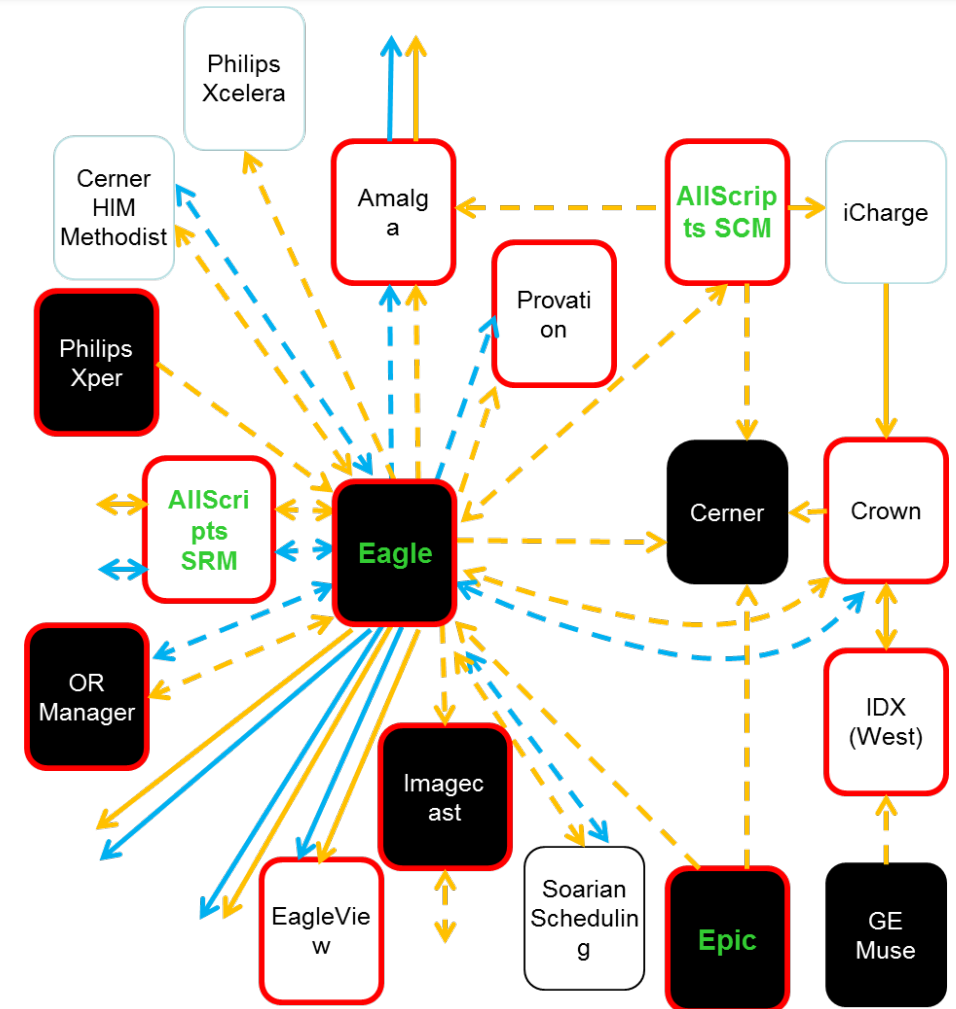 Philips
Xcelera
Cerner
HIM
Methodist
Amalg
a
AllScrip
ts SCM
iCharge
Provati
on
Philips
Xper
AllScri
pts
SRM
Eagle
Cerner
Crown
OR
Manager
IDX
(West)
Imagec
ast
EagleVie
w
Soarian
Schedulin
g
Epic
GE
Muse